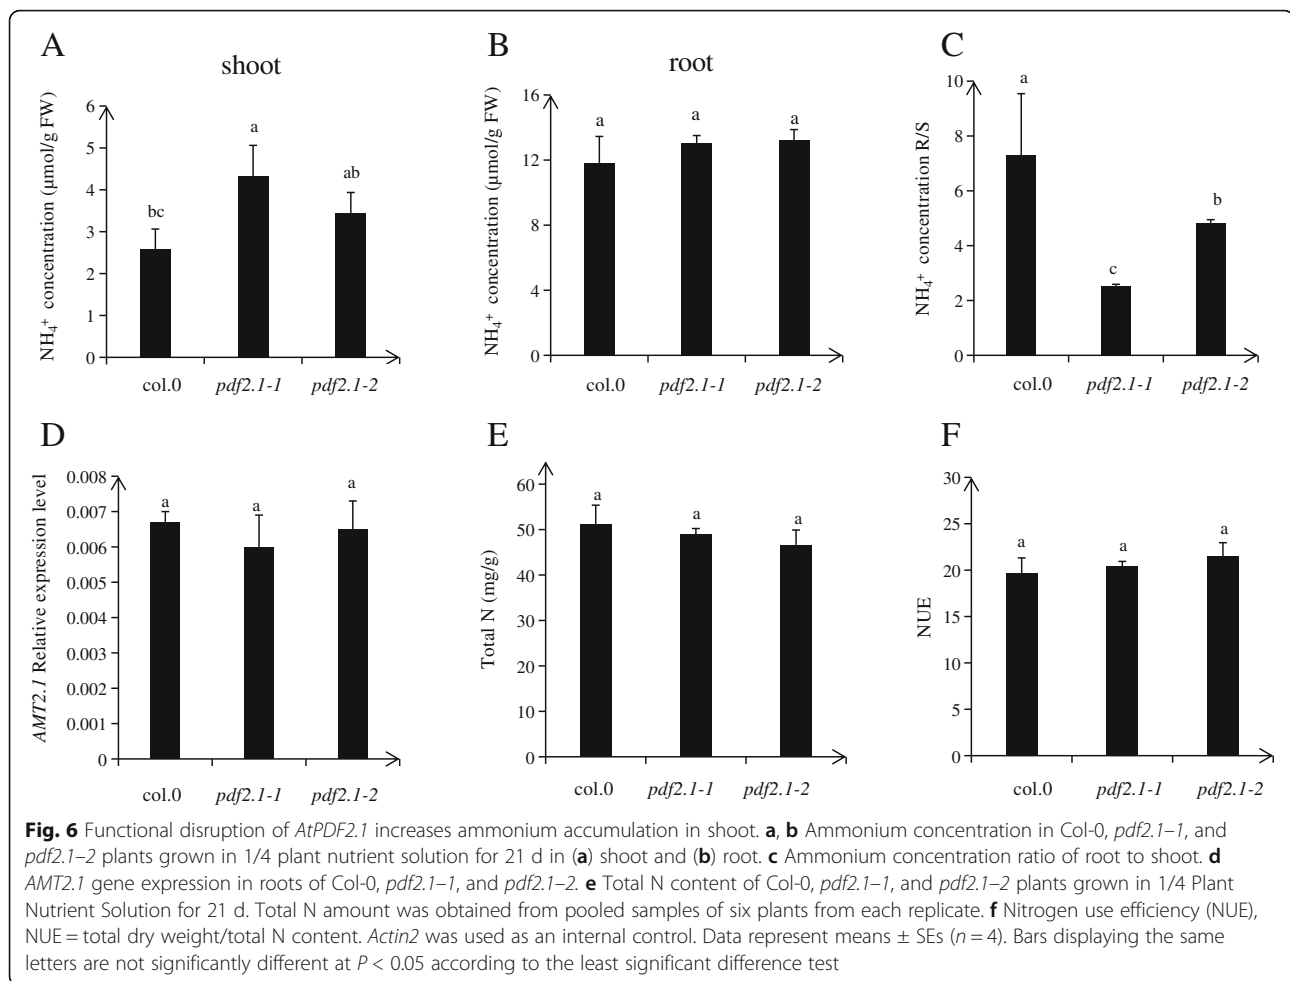 A
shoot
NH₄⁺ concentration (μmol/g FW)
6
5
4
3
2
1
0
bc
a
ab
col.0
pdf2.1-1
pdf2.1-2
B
root
NH₄⁺ concentration (μmol/g FW)
16
12
8
4
0
a
a
a
col.0
pdf2.1-1
pdf2.1-2
C
NH₄⁺ concentration R/S
10
8
6
4
2
0
a
c
b
col.0
pdf2.1-1
pdf2.1-2
D
AMT2.1 Relative expression level
0.008
0.007
0.006
0.005
0.004
0.003
0.002
0.001
0
a
a
a
col.0
pdf2.1-1
pdf2.1-2
E
Total N (mg/g)
60
50
40
30
20
10
0
a
a
a
col.0
pdf2.1-1
pdf2.1-2
F
NUE
30
25
20
15
10
5
0
a
a
a
col.0
pdf2.1-1
pdf2.1-2
Fig. 6 Functional disruption of AtPDF2.1 increases ammonium accumulation in shoot. a, b Ammonium concentration in Col-0, pdf2.1–1, and
pdf2.1–2 plants grown in 1/4 plant nutrient solution for 21 d in (a) shoot and (b) root. c Ammonium concentration ratio of root to shoot. d
AMT2.1 gene expression in roots of Col-0, pdf2.1–1, and pdf2.1–2. e Total N content of Col-0, pdf2.1–1, and pdf2.1–2 plants grown in 1/4 Plant
Nutrient Solution for 21 d. Total N amount was obtained from pooled samples of six plants from each replicate. f Nitrogen use efficiency (NUE),
NUE = total dry weight/total N content. Actin2 was used as an internal control. Data represent means ± SEs (n = 4). Bars displaying the same
letters are not significantly different at P < 0.05 according to the least significant difference test